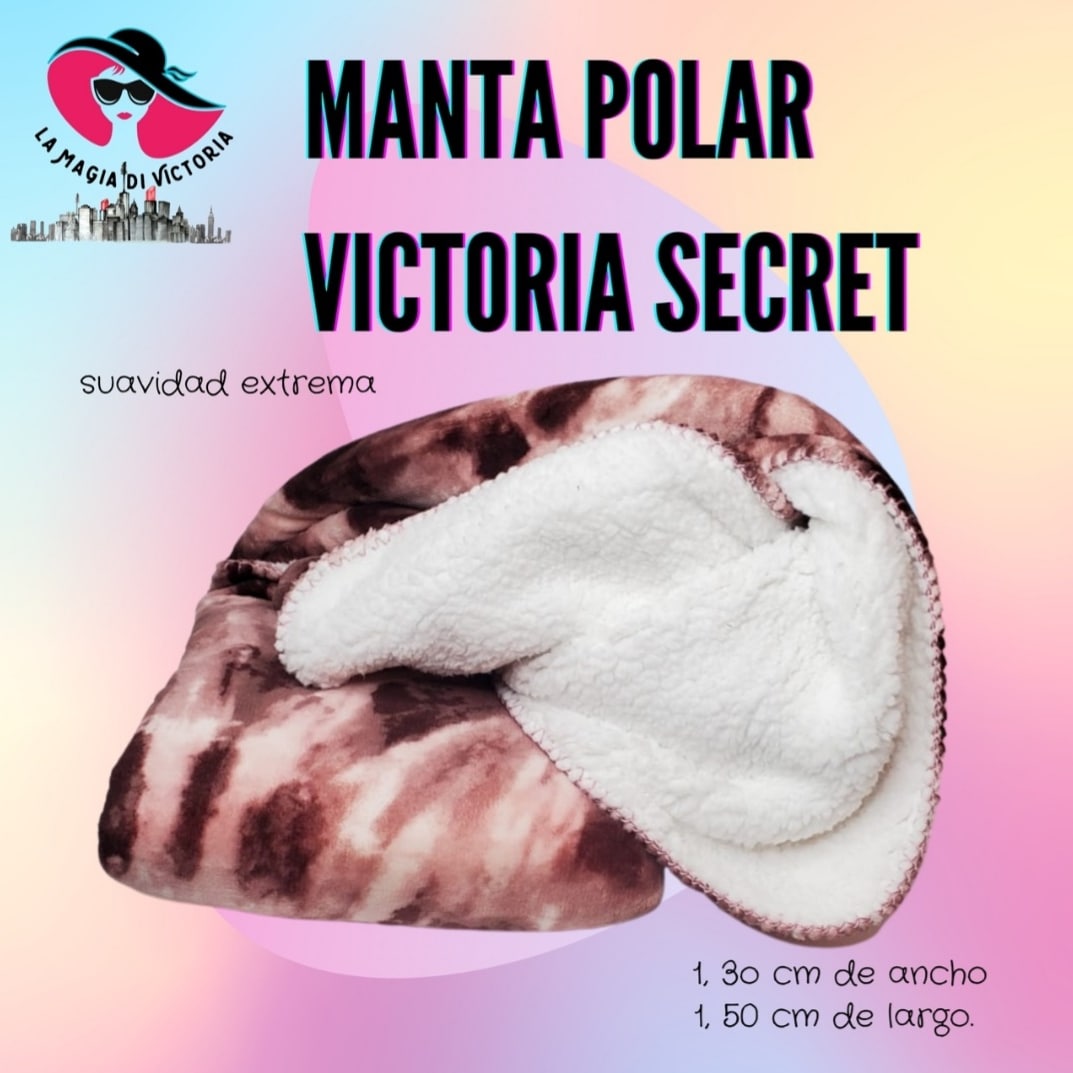 LA MAGIA DI VICTORIA
MANTA POLAR
VICTORIA SECRET
suavidad extrema
1, 30 cm de ancho
1, 50 cm de largo.